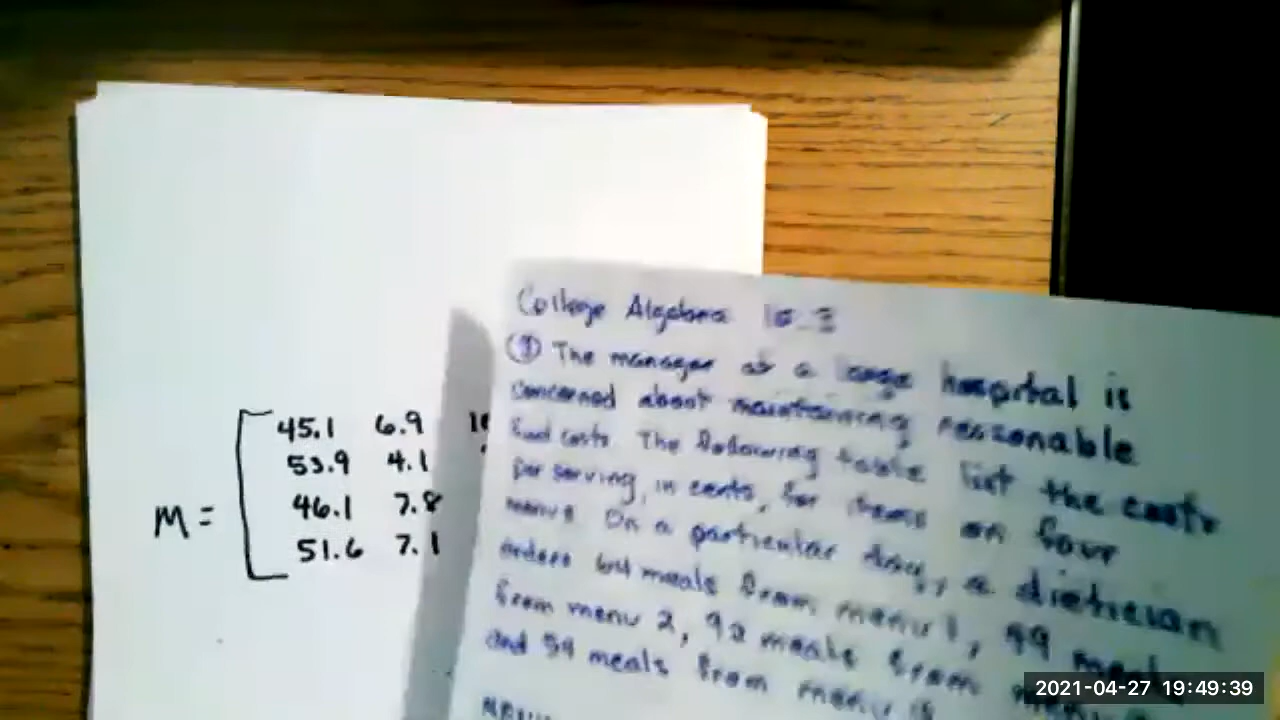 College Algebra
① The manager at a large hospital is
concerned about maintaining reasonable
food costs. The following table list the costs
per serving, in cents, for items on four
menus. On a particular day, a dietician
orders 64 meals from menu 1,
from menu 2, 92 meals from
and 54 meals from menu
45.1 6.9
53.9 4.1
M =
46.1 7.8
51.6 7.1
2021-04-27 19:49:39